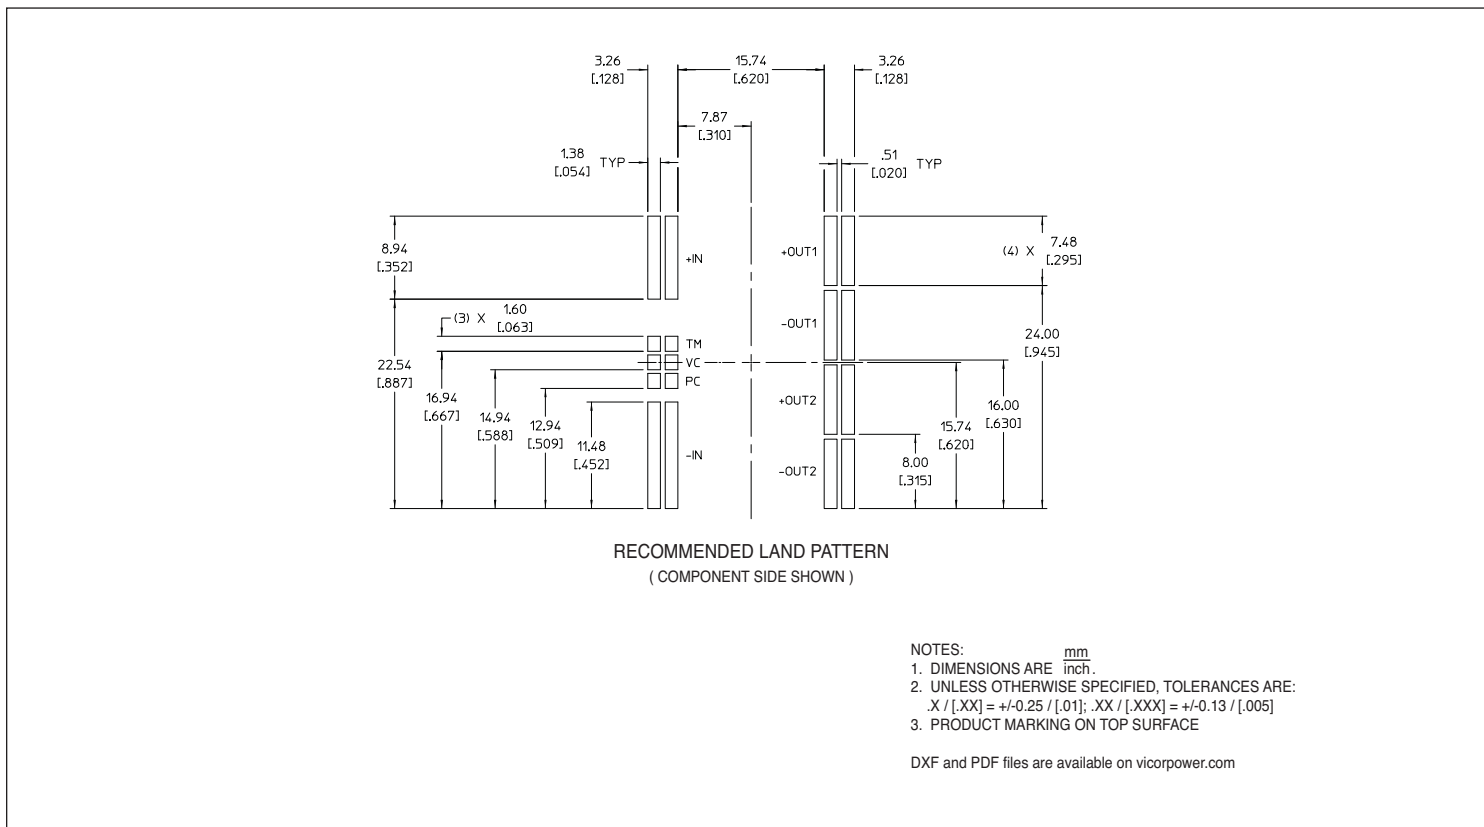 3.26
[.128]
15.74
[.620]
3.26
[.128]
7.87
[.310]
1.38
[.054]
TYP
.51
[.020]
TYP
8.94
[.352]
+IN
+OUT1
(4) X
7.48
[.295]
(3) X
1.60
[.063]
-OUT1
TM
VC
PC
24.00
[.945]
22.54
[.887]
16.94
[.667]
14.94
[.588]
12.94
[.509]
11.48
[.452]
-IN
+OUT2
-OUT2
16.00
[.630]
15.74
[.620]
8.00
[.315]
RECOMMENDED LAND PATTERN
( COMPONENT SIDE SHOWN )
NOTES:
1. DIMENSIONS ARE mm/inch.
2. UNLESS OTHERWISE SPECIFIED, TOLERANCES ARE:
.X / [.XX] = +/-0.25 / [.01]; .XX / [.XXX] = +/-0.13 / [.005]
3. PRODUCT MARKING ON TOP SURFACE
DXF and PDF files are available on vicorpower.com